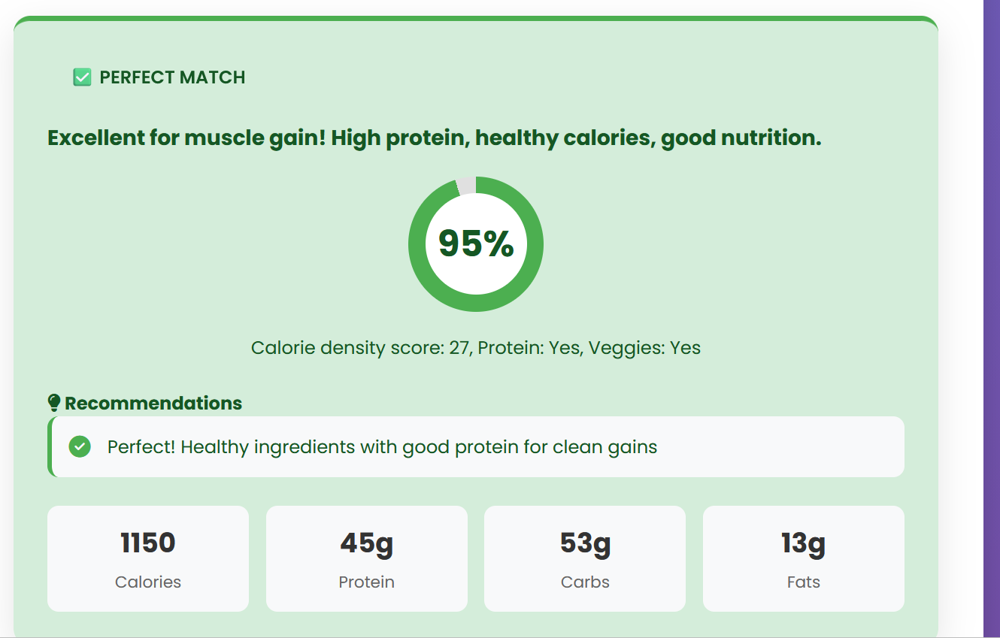 ✅ PERFECT MATCH
Excellent for muscle gain! High protein, healthy calories, good nutrition.
95%
Calorie density score: 27, Protein: Yes, Veggies: Yes
Recommendations
Perfect! Healthy ingredients with good protein for clean gains
1150
Calories
45g
Protein
53g
Carbs
13g
Fats